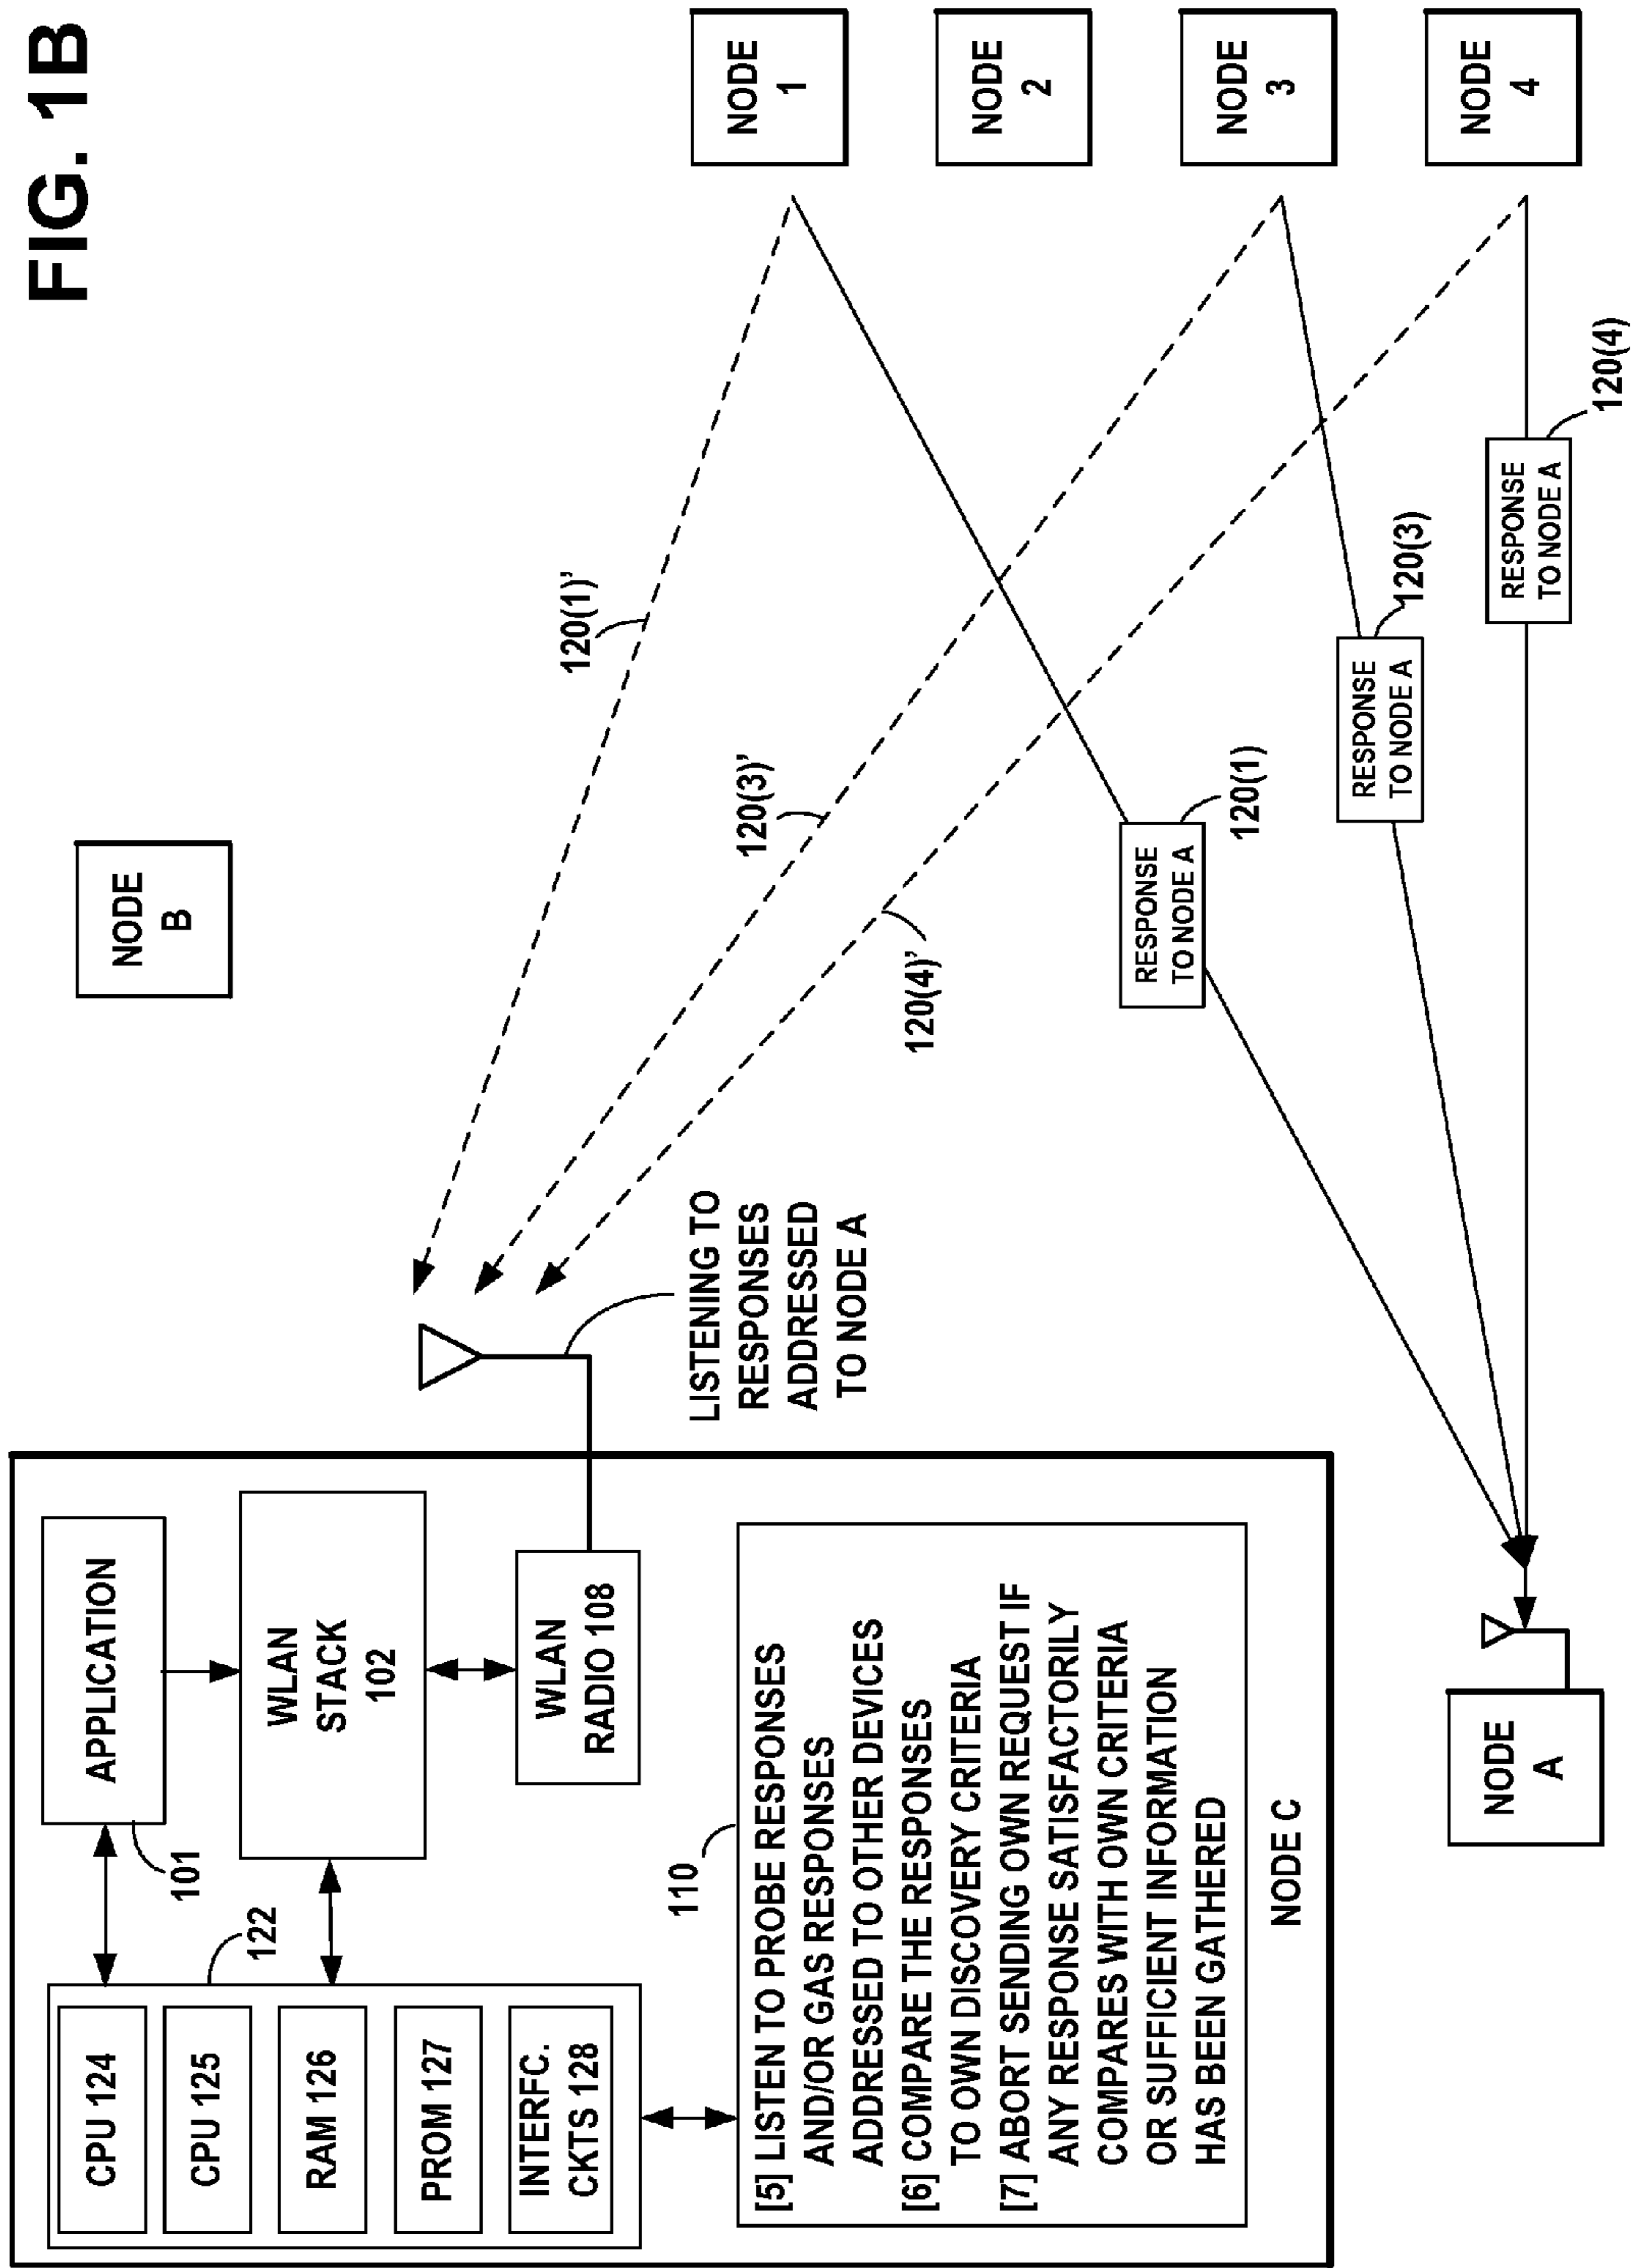 FIG. 1B
APPLICATION
101
WLAN
STACK
102
WLAN
RADIO 108
122
CPU 124
CPU 125
RAM 126
PROM 127
INTERFC.
CKTS 128
110
[5] LISTEN TO PROBE RESPONSES
AND/OR GAS RESPONSES
ADDRESSED TO OTHER DEVICES
[6] COMPARE THE RESPONSES
TO OWN DISCOVERY CRITERIA
[7] ABORT SENDING OWN REQUEST IF
ANY RESPONSE SATISFACTORILY
COMPARES WITH OWN CRITERIA
OR SUFFICIENT INFORMATION
HAS BEEN GATHERED
NODE C
LISTENING TO
RESPONSES
ADDRESSED
TO NODE A
NODE
B
120(1)’
120(3)’
120(4)’
NODE
1
NODE
2
NODE
3
NODE
4
RESPONSE
TO NODE A
120(1)
RESPONSE
TO NODE A
120(3)
RESPONSE
TO NODE A
120(4)
NODE
A